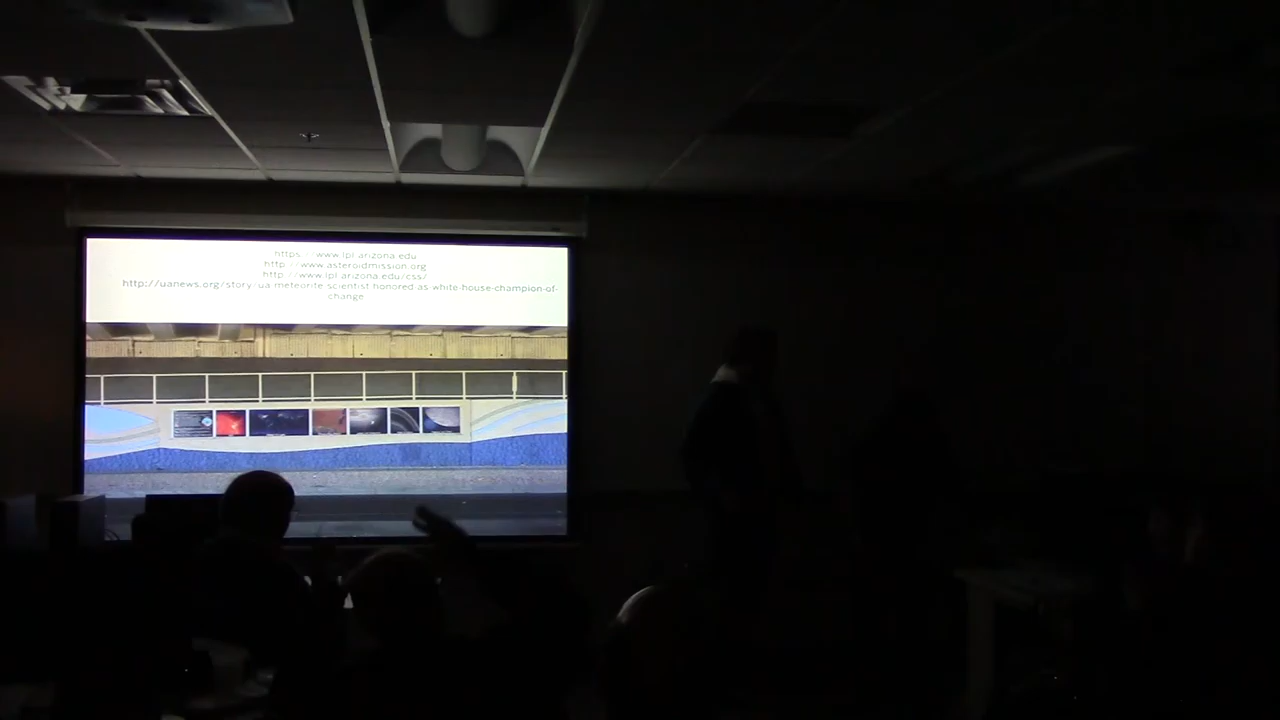 https://www.lpl.arizona.edu
http://www.asteroidmission.org
http://www.lpl.arizona.edu/css/
http://uanews.org/story/ua-meteorite-scientist-honored-as-white-house-champion-of-
change